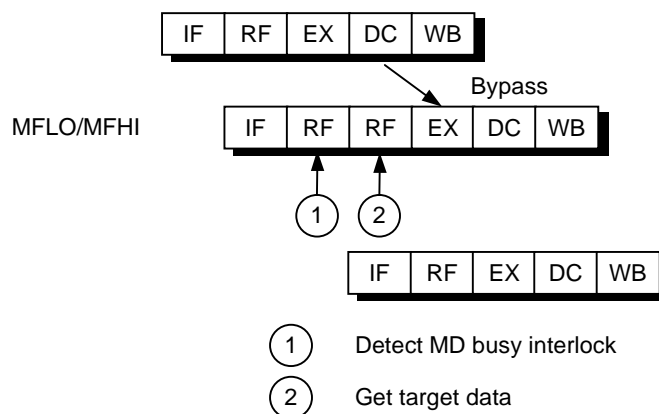 IF RF EX DC WB
Bypass
MFLO/MFHI IF RF RF EX DC WB
1 2
IF RF EX DC WB
1 Detect MD busy interlock
2 Get target data